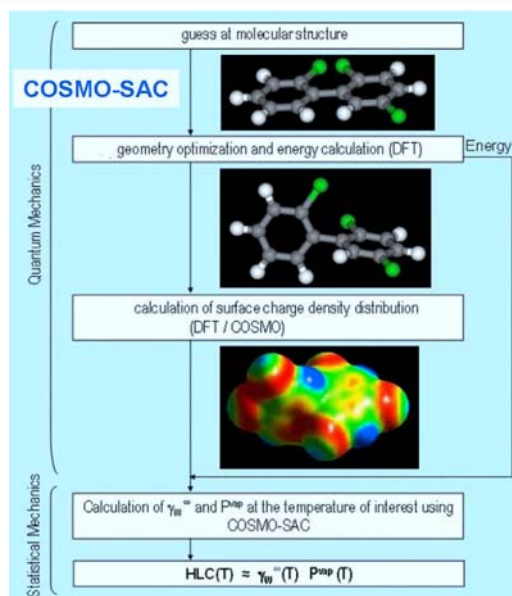 guess at molecular structure
COSMO-SAC
geometry optimization and energy calculation (DFT)
Energy
Quantum Mechanics
calculation of surface charge density distribution
(DFT / COSMO)
Statistical Mechanics
Calculation of γW∞ and Pvap at the temperature of interest using
COSMO-SAC
HLC(T) ≈ γW∞(T) Pvap(T)